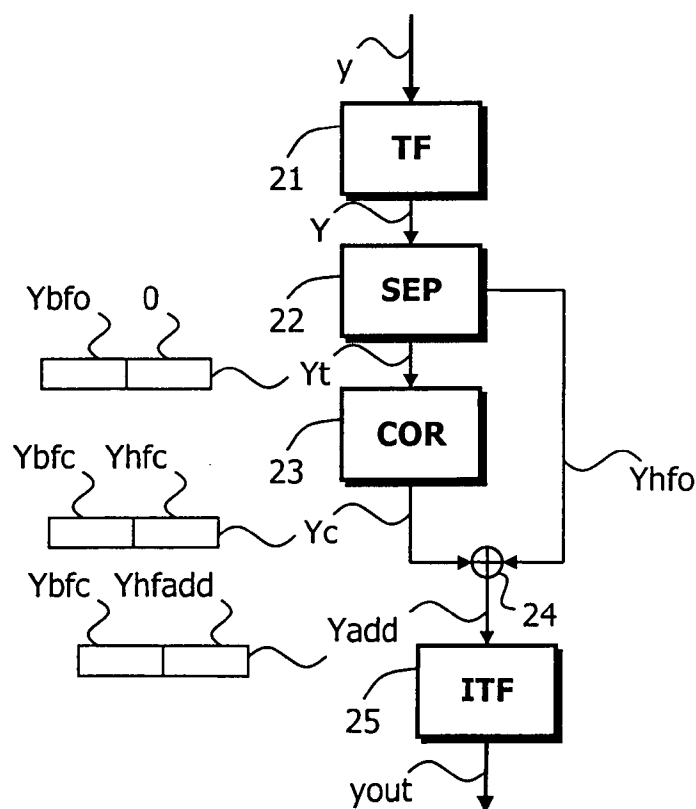 y
TF
21
Y
SEP
22
Ybfo 0
Yt
COR
23
Ybfc Yhfc
Yhfo
Yc
Ybfc Yhfadd
24
Yadd
ITF
25
yout